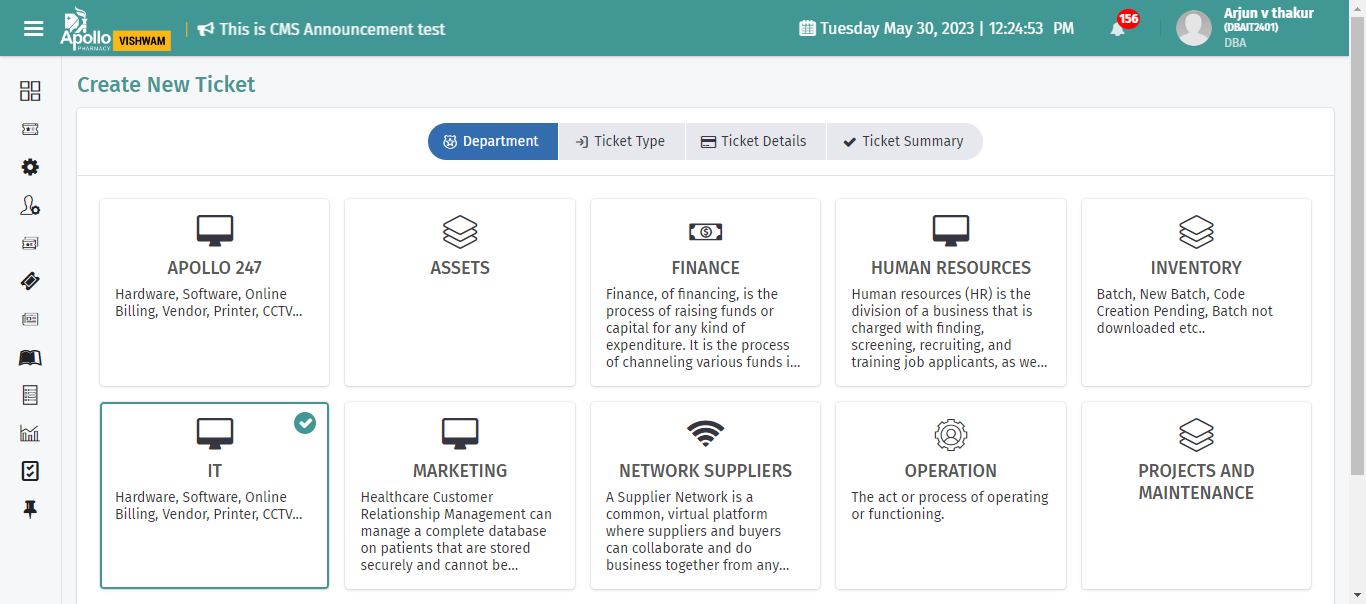 Apollo
PHARMACY
VISHWAM
This is CMS Announcement test
Tuesday May 30, 2023 | 12:24:53 PM
156
Arjun v thakur
(DBAIT2401)
DBA
Create New Ticket
Department
Ticket Type
Ticket Details
Ticket Summary
APOLLO 247
Hardware, Software, Online
Billing, Vendor, Printer, CCTV...
ASSETS
FINANCE
Finance, of financing, is the
process of raising funds or
capital for any kind of
expenditure. It is the process
of channeling various funds i...
HUMAN RESOURCES
Human resources (HR) is the
division of a business that is
charged with finding,
screening, recruiting, and
training job applicants, as we...
INVENTORY
Batch, New Batch, Code
Creation Pending, Batch not
downloaded etc..
IT
Hardware, Software, Online
Billing, Vendor, Printer, CCTV...
MARKETING
Healthcare Customer
Relationship Management can
manage a complete database
on patients that are stored
securely and cannot be...
NETWORK SUPPLIERS
A Supplier Network is a
common, virtual platform
where suppliers and buyers
can collaborate and do
business together from any...
OPERATION
The act or process of operating
or functioning.
PROJECTS AND
MAINTENANCE